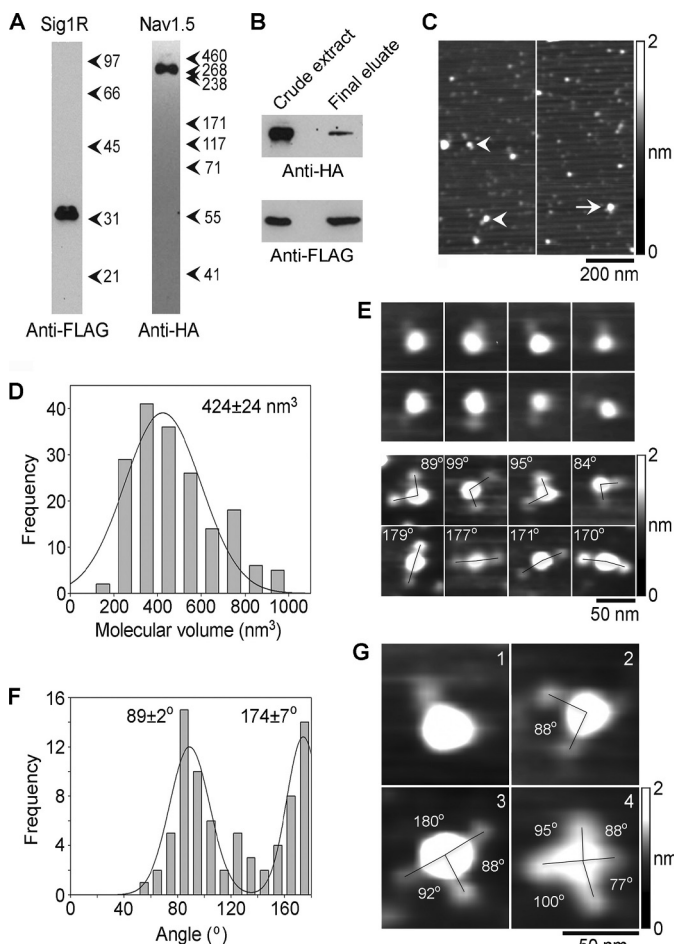 A
Sig1R
Nav1.5
97
66
45
31
21
460
268
238
171
117
71
55
41
Anti-FLAG
Anti-HA
B
Crude extract
Final eluate
Anti-HA
Anti-FLAG
C
2
nm
0
200 nm
D
424±24 nm³
Frequency
40
30
20
10
0
0 200 400 600 800 1000
Molecular volume (nm³)
E
89° 99° 95° 84°
179° 177° 171° 170°
2
nm
0
50 nm
F
89±2° 174±7°
Frequency
16
12
8
4
0
0 40 80 120 160
Angle (°)
G
1
2
88°
3
180°
88°
92°
4
95° 88°
77°
100°
2
nm
0
50 nm